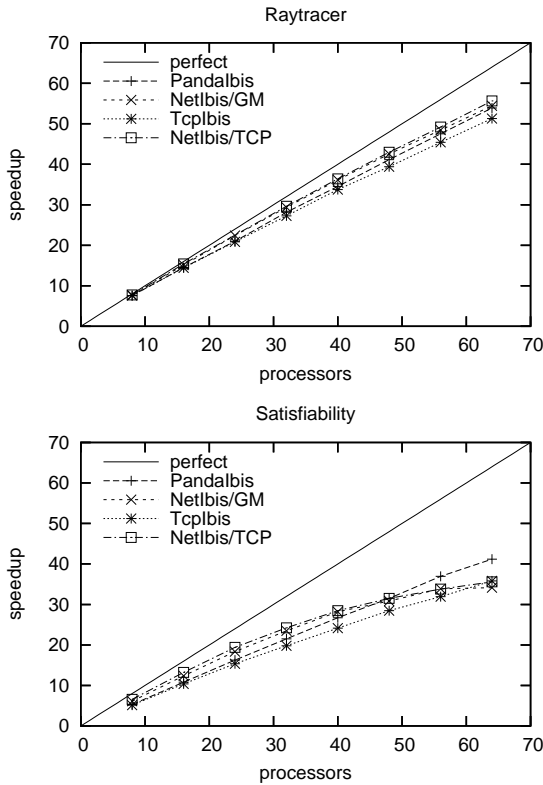 Raytracer
70
60
50
40
30
20
10
0
speedup
perfect
PandaIbis
NetIbis/GM
TcpIbis
NetIbis/TCP
0 10 20 30 40 50 60 70
processors
Satisfiability
70
60
50
40
30
20
10
0
speedup
perfect
PandaIbis
NetIbis/GM
TcpIbis
NetIbis/TCP
0 10 20 30 40 50 60 70
processors